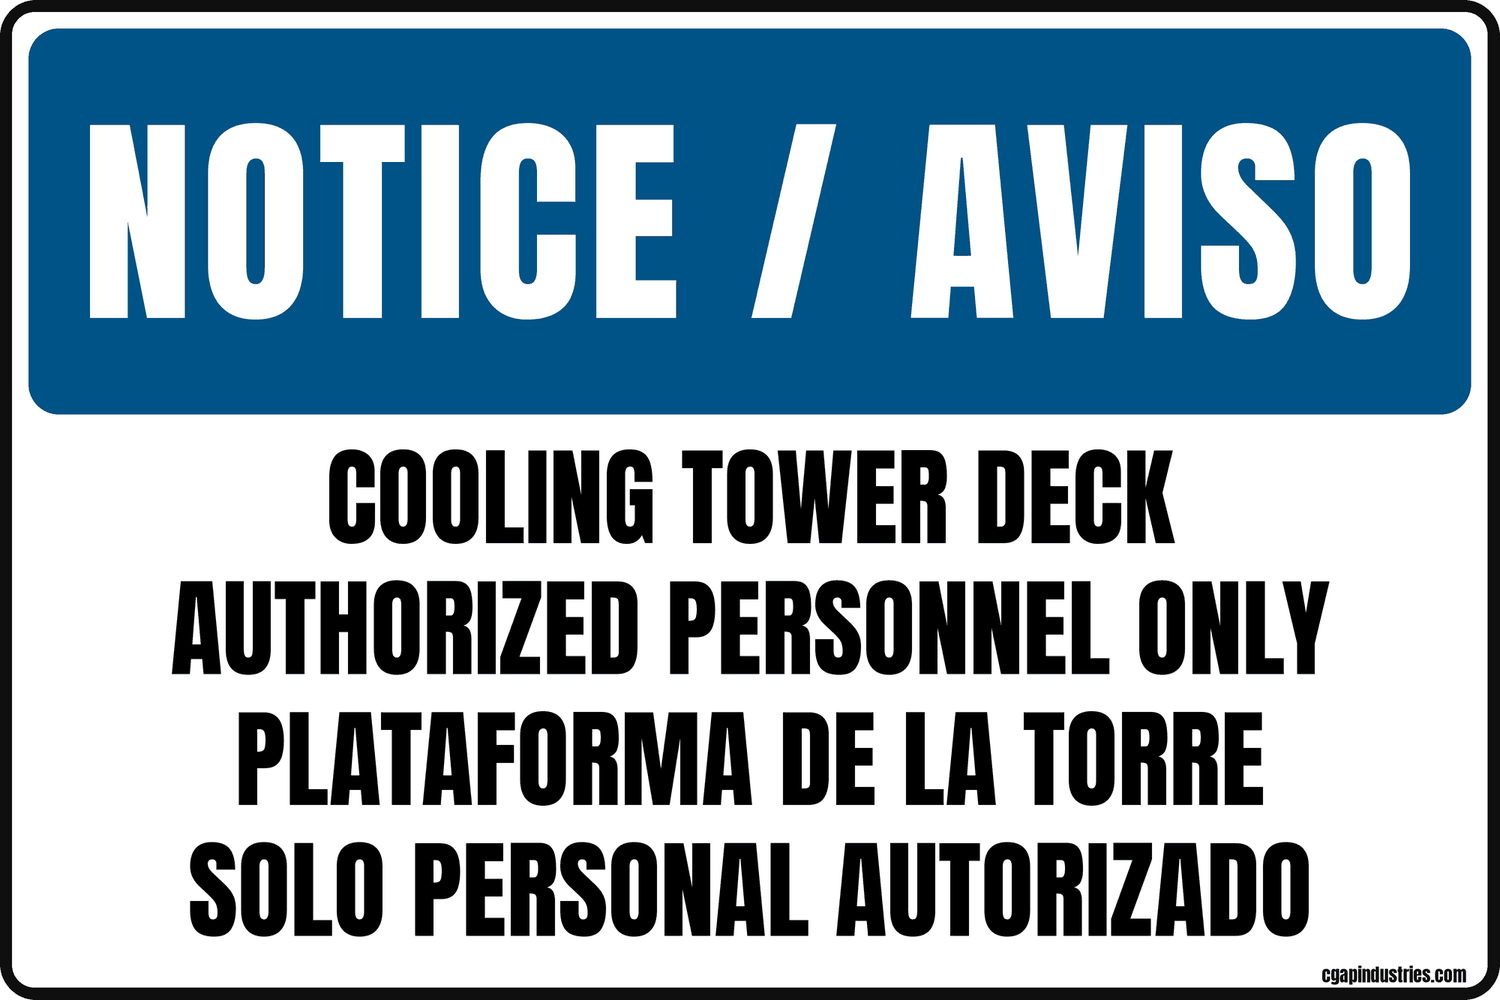 NOTICE / AVISO
COOLING TOWER DECK
AUTHORIZED PERSONNEL ONLY
PLATAFORMA DE LA TORRE
SOLO PERSONAL AUTORIZADO
cgapindustries.com